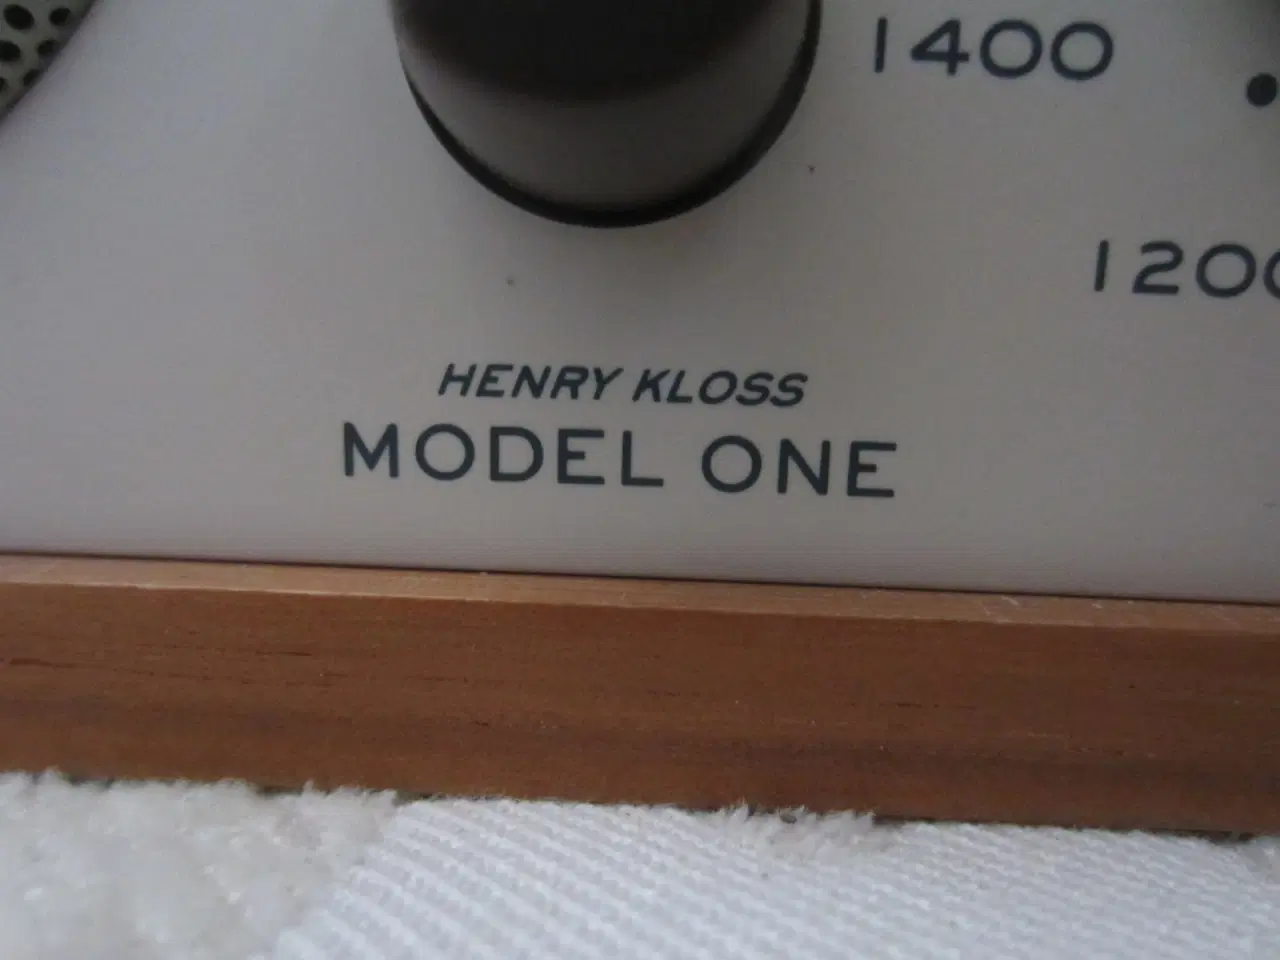 1400
1200
HENRY KLOSS
MODEL ONE